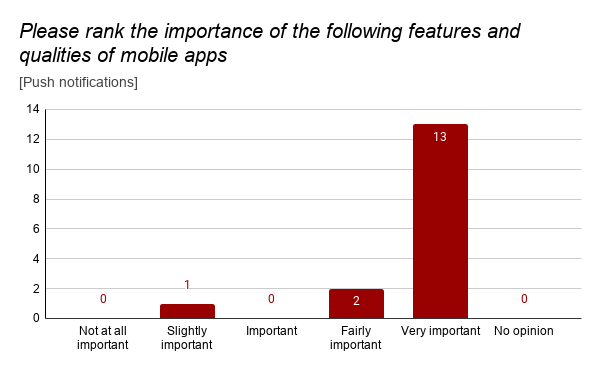 Please rank the importance of the following features and
qualities of mobile apps
[Push notifications]
14
12
10
8
6
4
2
0
0
1
0
2
13
0
Not at all
important
Slightly
important
Important
Fairly
important
Very important
No opinion